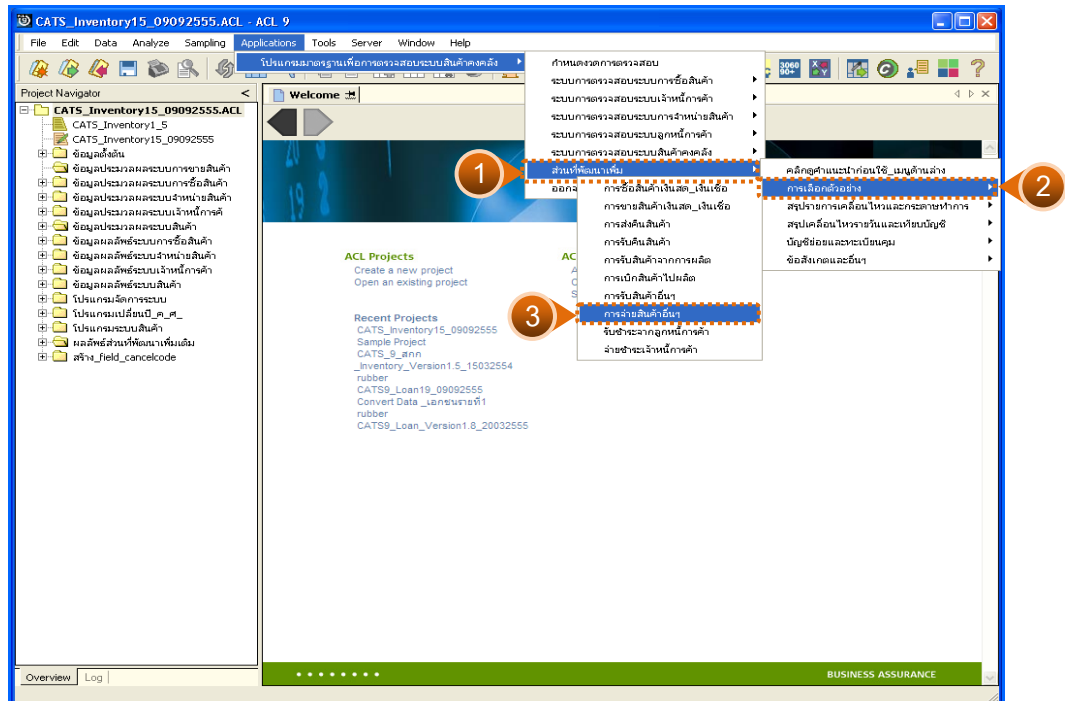 CATS_Inventory15_09092555.ACL - ACL 9
File Edit Data Analyze Sampling Applications Tools Server Window Help
โปรแกรมมาตรฐานเพื่อการตรวจสอบระบบสินค้าคงคลัง
กำหนดงวดการตรวจสอบ
ระบบการตรวจสอบระบบการซื้อสินค้า
ระบบการตรวจสอบระบบเจ้าหนี้การค้า
ระบบการตรวจสอบระบบการจำหน่ายสินค้า
ระบบการตรวจสอบระบบลูกหนี้การค้า
ระบบการตรวจสอบระบบสินค้าคงคลัง
ส่วนที่พัฒนาเพิ่ม
1
คลิกดูคำแนะนำก่อนใช้_เมนูด้านล่าง
การเลือกตัวอย่าง
2
สรุปรายการเคลื่อนไหวและกระดาษทำการ
สรุปเคลื่อนไหวรายวันและเทียบบัญชี
บัญชีย่อยและทะเบียนคุม
ข้อสังเกตและอื่นๆ
การซื้อสินค้าเงินสด_เงินเชื่อ
การขายสินค้าเงินสด_เงินเชื่อ
การส่งคืนสินค้า
การรับคืนสินค้า
การรับสินค้าจากการผลิต
การเบิกสินค้าไปผลิต
การรับสินค้าอื่นๆ
การจ่ายสินค้าอื่นๆ
3
รับชำระจากลูกหนี้การค้า
จ่ายชำระเจ้าหนี้การค้า
Project Navigator <
CATS_Inventory15_09092555.ACL
CATS_Inventory1_5
CATS_Inventory15_09092555
ข้อมูลตั้งต้น
ข้อมูลประมวลผลระบบการขายสินค้า
ข้อมูลประมวลผลระบบการซื้อสินค้า
ข้อมูลประมวลผลระบบจำหน่ายสินค้า
ข้อมูลประมวลผลระบบเจ้าหนี้การค้
ข้อมูลประมวลผลระบบสินค้า
ข้อมูลผลลัพธ์ระบบการซื้อสินค้า
ข้อมูลผลลัพธ์ระบบจำหน่ายสินค้า
ข้อมูลผลลัพธ์ระบบเจ้าหนี้การค้า
ข้อมูลผลลัพธ์ระบบสินค้า
โปรแกรมจัดการระบบ
โปรแกรมเปลี่ยนปี_ค_ศ_
โปรแกรมระบบสินค้า
ผลลัพธ์ส่วนที่พัฒนาเพิ่มเติม
สร้าง_field_cancelcode
Welcome
ACL Projects
Create a new project
Open an existing project
Recent Projects
CATS_Inventory15_09092555
Sample Project
CATS_9_สกก
_Inventory_Version1.5_15032554
rubber
CATS9_Loan19_09092555
Convert Data _เอกชนรายที่1
rubber
CATS9_Loan_Version1.8_20032555
Overview Log
BUSINESS ASSURANCE